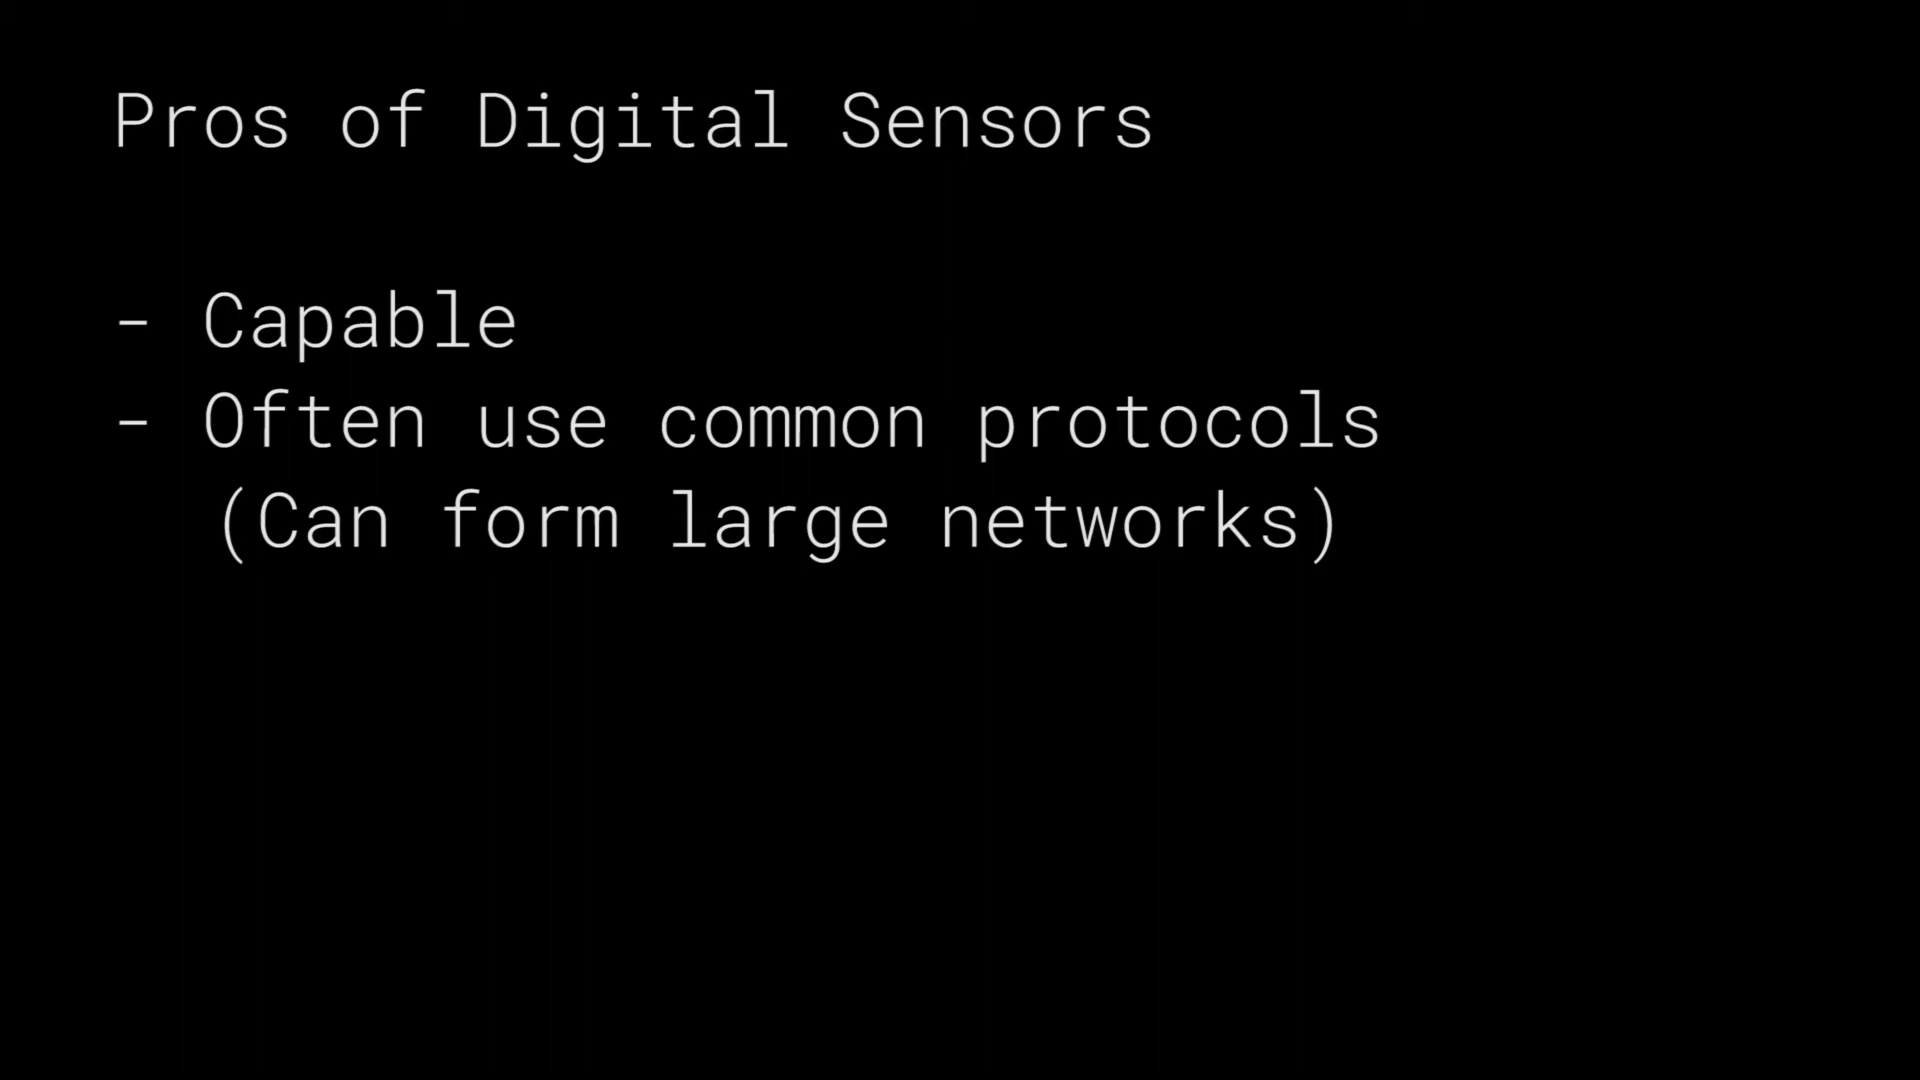 Pros of Digital Sensors
- Capable
- Often use common protocols
(Can form large networks)